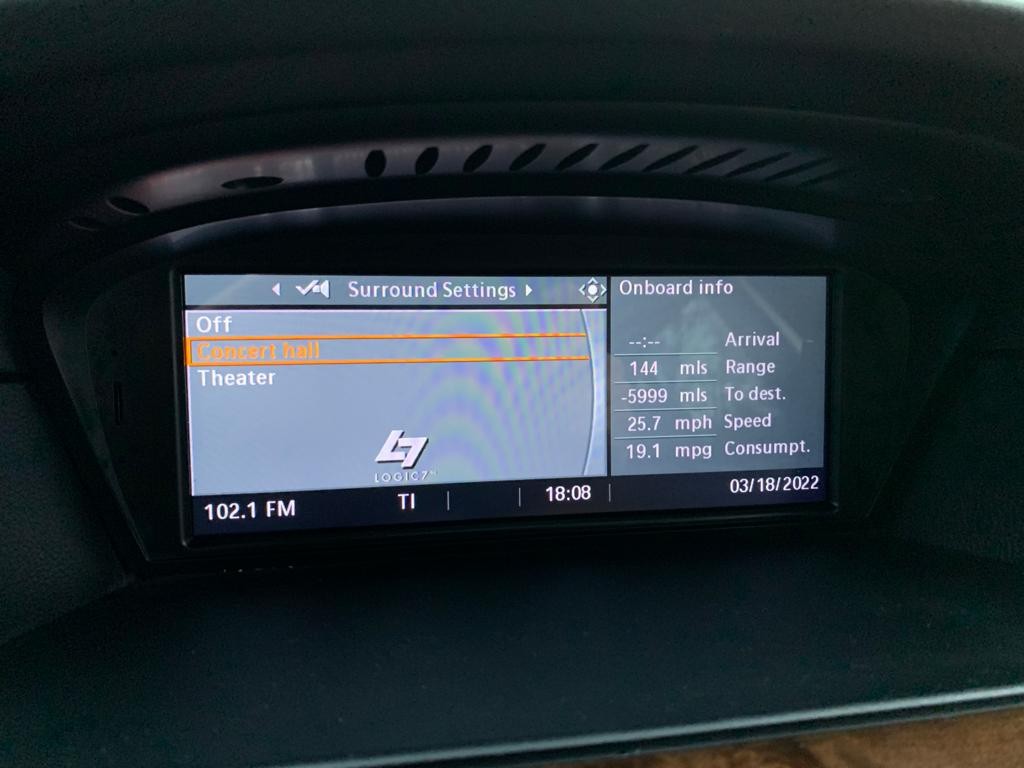 Surround Settings
Off
Concert hall
Theater
LOGIC7™
102.1 FM
TI
18:08
Onboard info
--:-- Arrival
144 mls Range
-5999 mls To dest.
25.7 mph Speed
19.1 mpg Consumpt.
03/18/2022